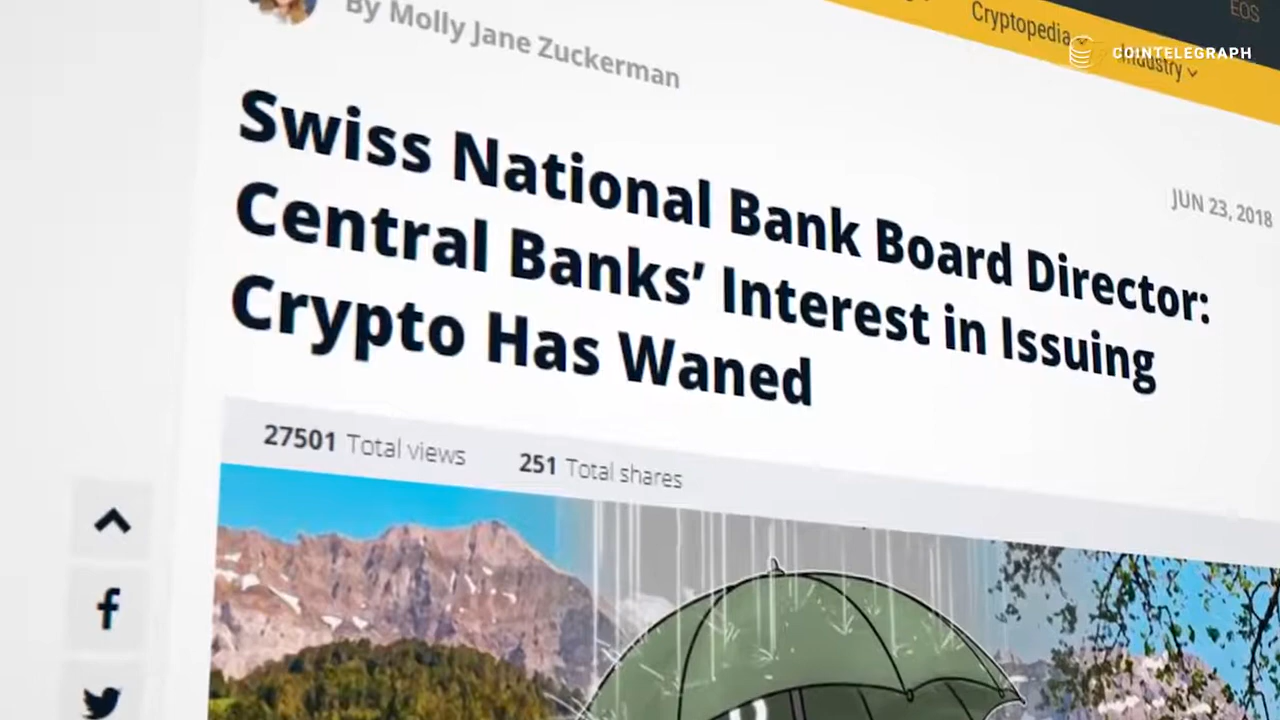 EOS
Cryptopedia
Industry
COINTELEGRAPH
By Molly Jane Zuckerman
JUN 23, 2018
Swiss National Bank Board Director:
Central Banks’ Interest in Issuing
Crypto Has Waned
27501 Total views 251 Total shares